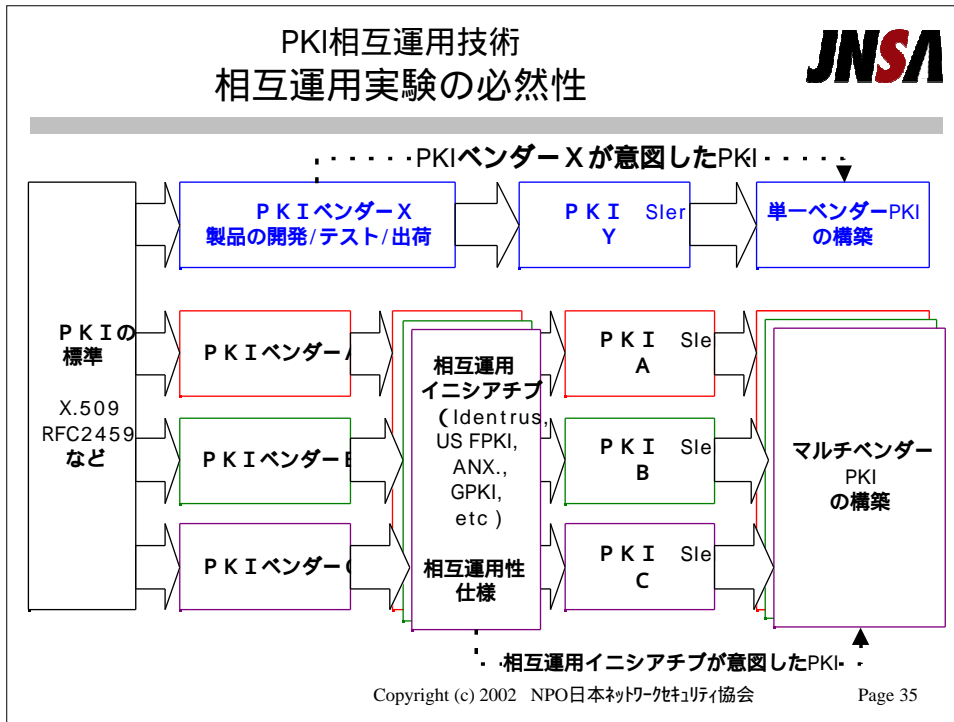 PKI相互運用技術
相互運用実験の必然性
JNSA
PKIベンダーXが意図したPKI
PKIの
標準
X.509
RFC2459
など
PKIベンダーX
製品の開発/テスト/出荷
PKI SIer
Y
単一ベンダーPKI
の構築
PKIベンダー
相互運用
イニシアチブ
(Identrus,
US FPKI,
ANX.,
GPKI,
etc )
相互運用性
仕様
PKI SIe
A
PKIベンダー
PKI SIe
B
マルチベンダー
PKI
の構築
PKIベンダー
PKI SIe
C
相互運用イニシアチブが意図したPKI
Copyright (c) 2002 NPO日本ネットワークセキュリティ協会 Page 35